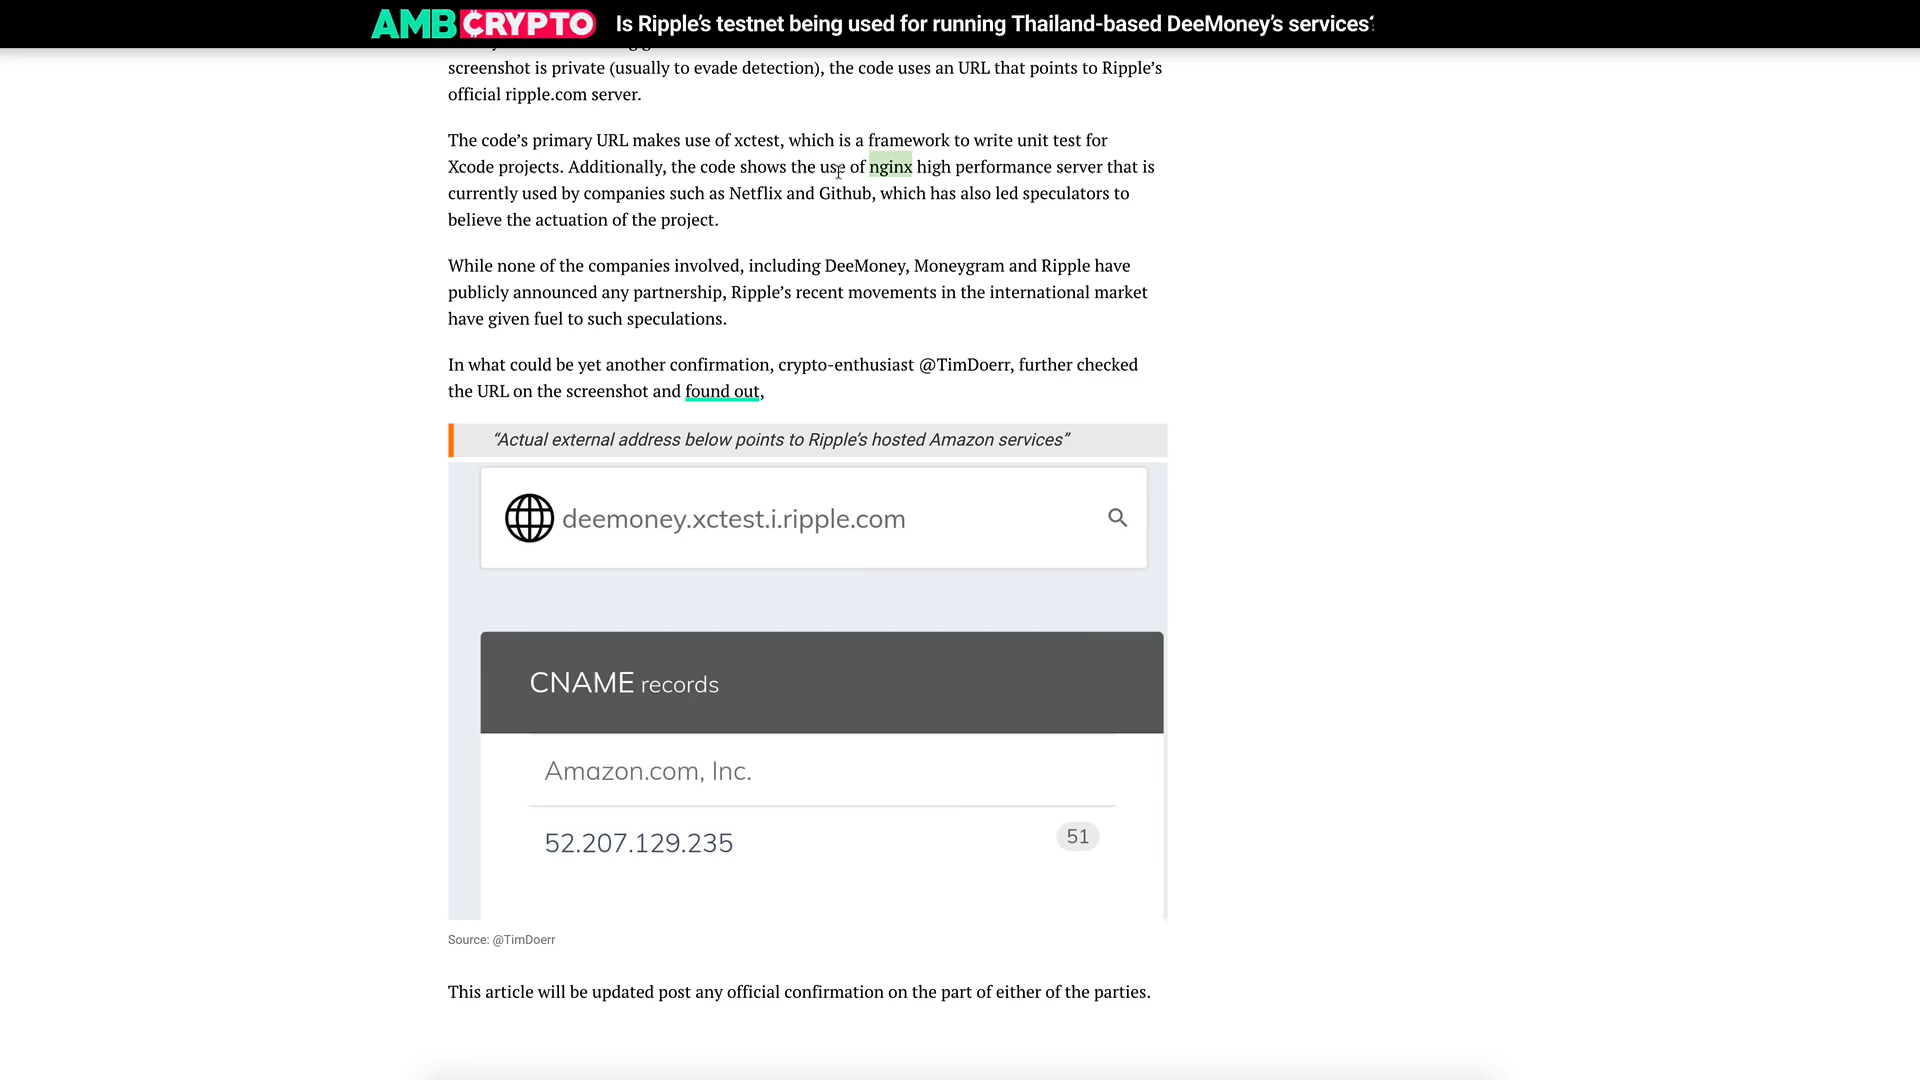 AMBCRYPTO Is Ripple’s testnet being used for running Thailand-based DeeMoney’s services
screenshot is private (usually to evade detection), the code uses an URL that points to Ripple’s
official ripple.com server.
The code’s primary URL makes use of xctest, which is a framework to write unit test for
Xcode projects. Additionally, the code shows the use of nginx high performance server that is
currently used by companies such as Netflix and Github, which has also led speculators to
believe the actuation of the project.
While none of the companies involved, including DeeMoney, Moneygram and Ripple have
publicly announced any partnership, Ripple’s recent movements in the international market
have given fuel to such speculations.
In what could be yet another confirmation, crypto-enthusiast @TimDoerr, further checked
the URL on the screenshot and found out,
“Actual external address below points to Ripple’s hosted Amazon services”
deemoney.xctest.i.ripple.com
CNAME records
Amazon.com, Inc.
52.207.129.235 51
Source: @TimDoerr
This article will be updated post any official confirmation on the part of either of the parties.